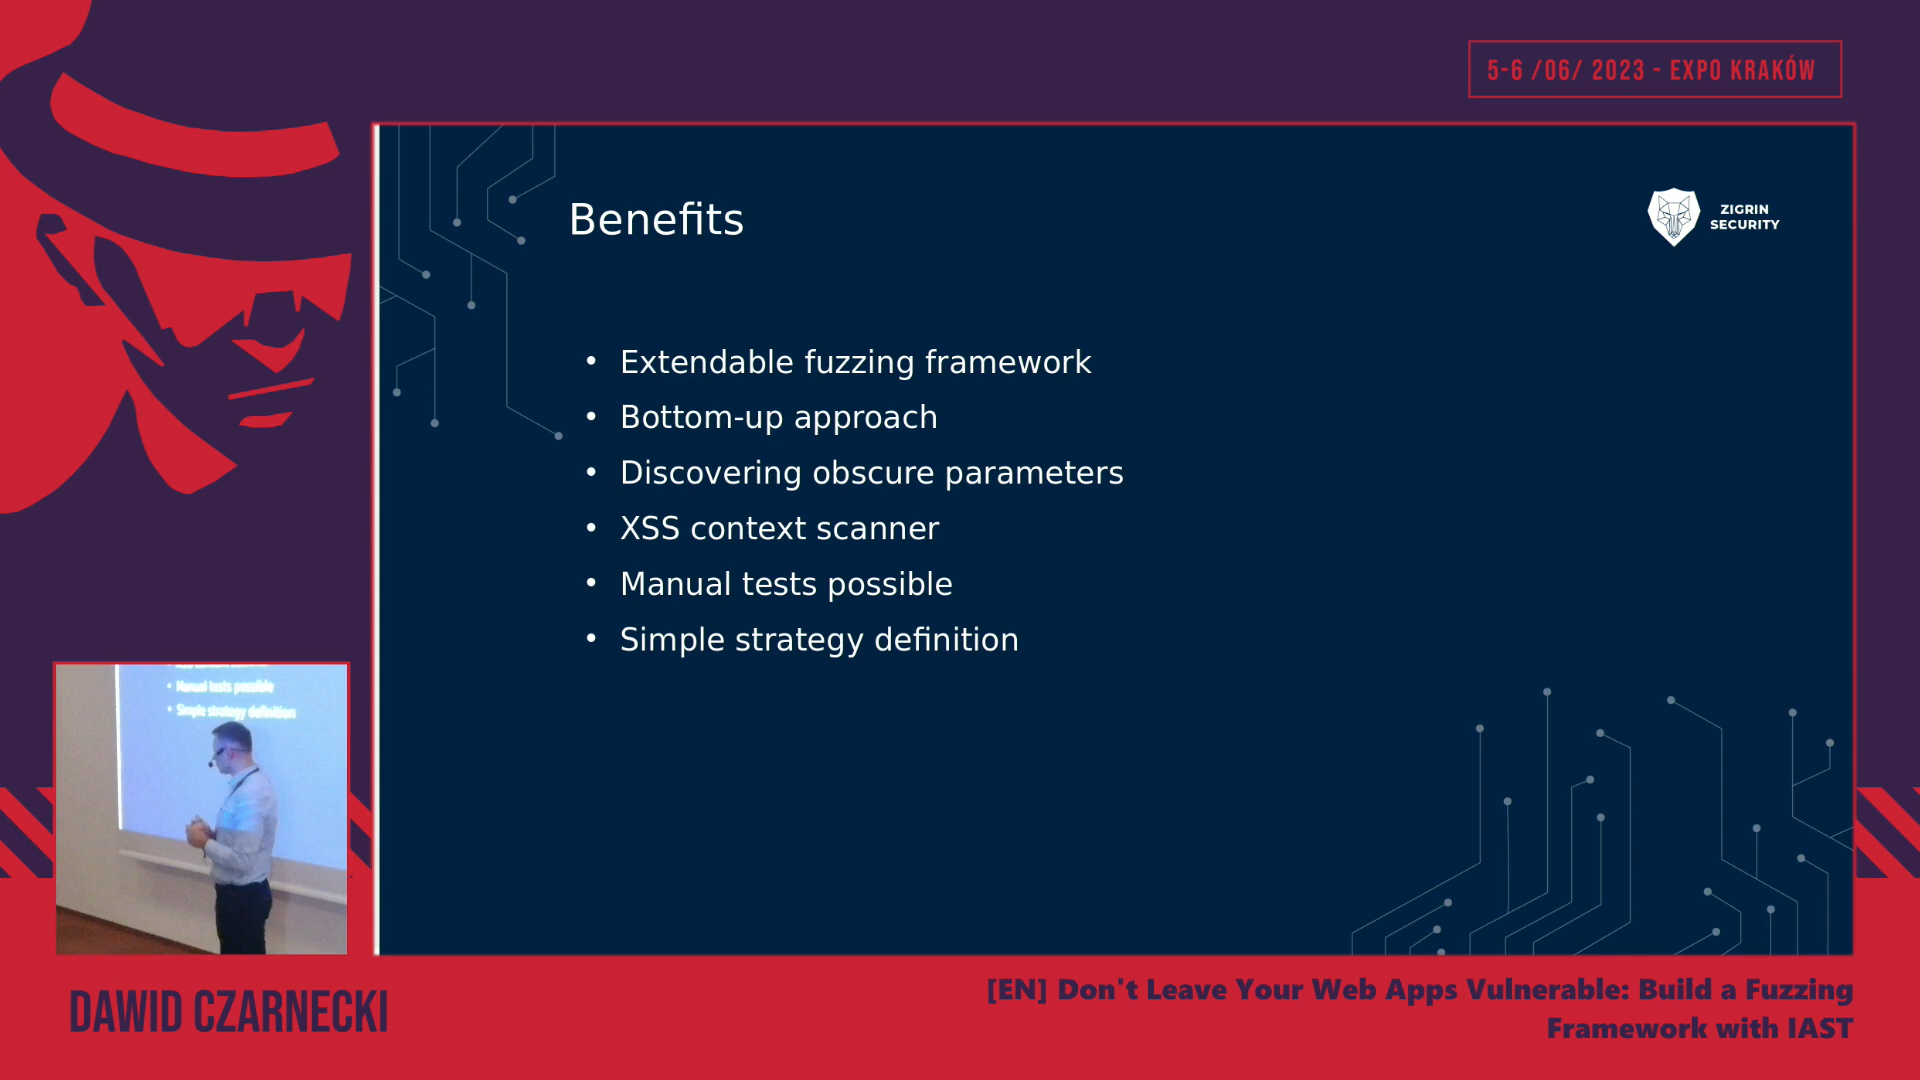 5-6 /06/ 2023 - EXPO KRAKÓW
Benefits
ZIGRIN
SECURITY
• Extendable fuzzing framework
• Bottom-up approach
• Discovering obscure parameters
• XSS context scanner
• Manual tests possible
• Simple strategy definition
• Manual tests possible
• Simple strategy definition
DAWID CZARNECKI
[EN] Don't Leave Your Web Apps Vulnerable: Build a Fuzzing
Framework with IAST